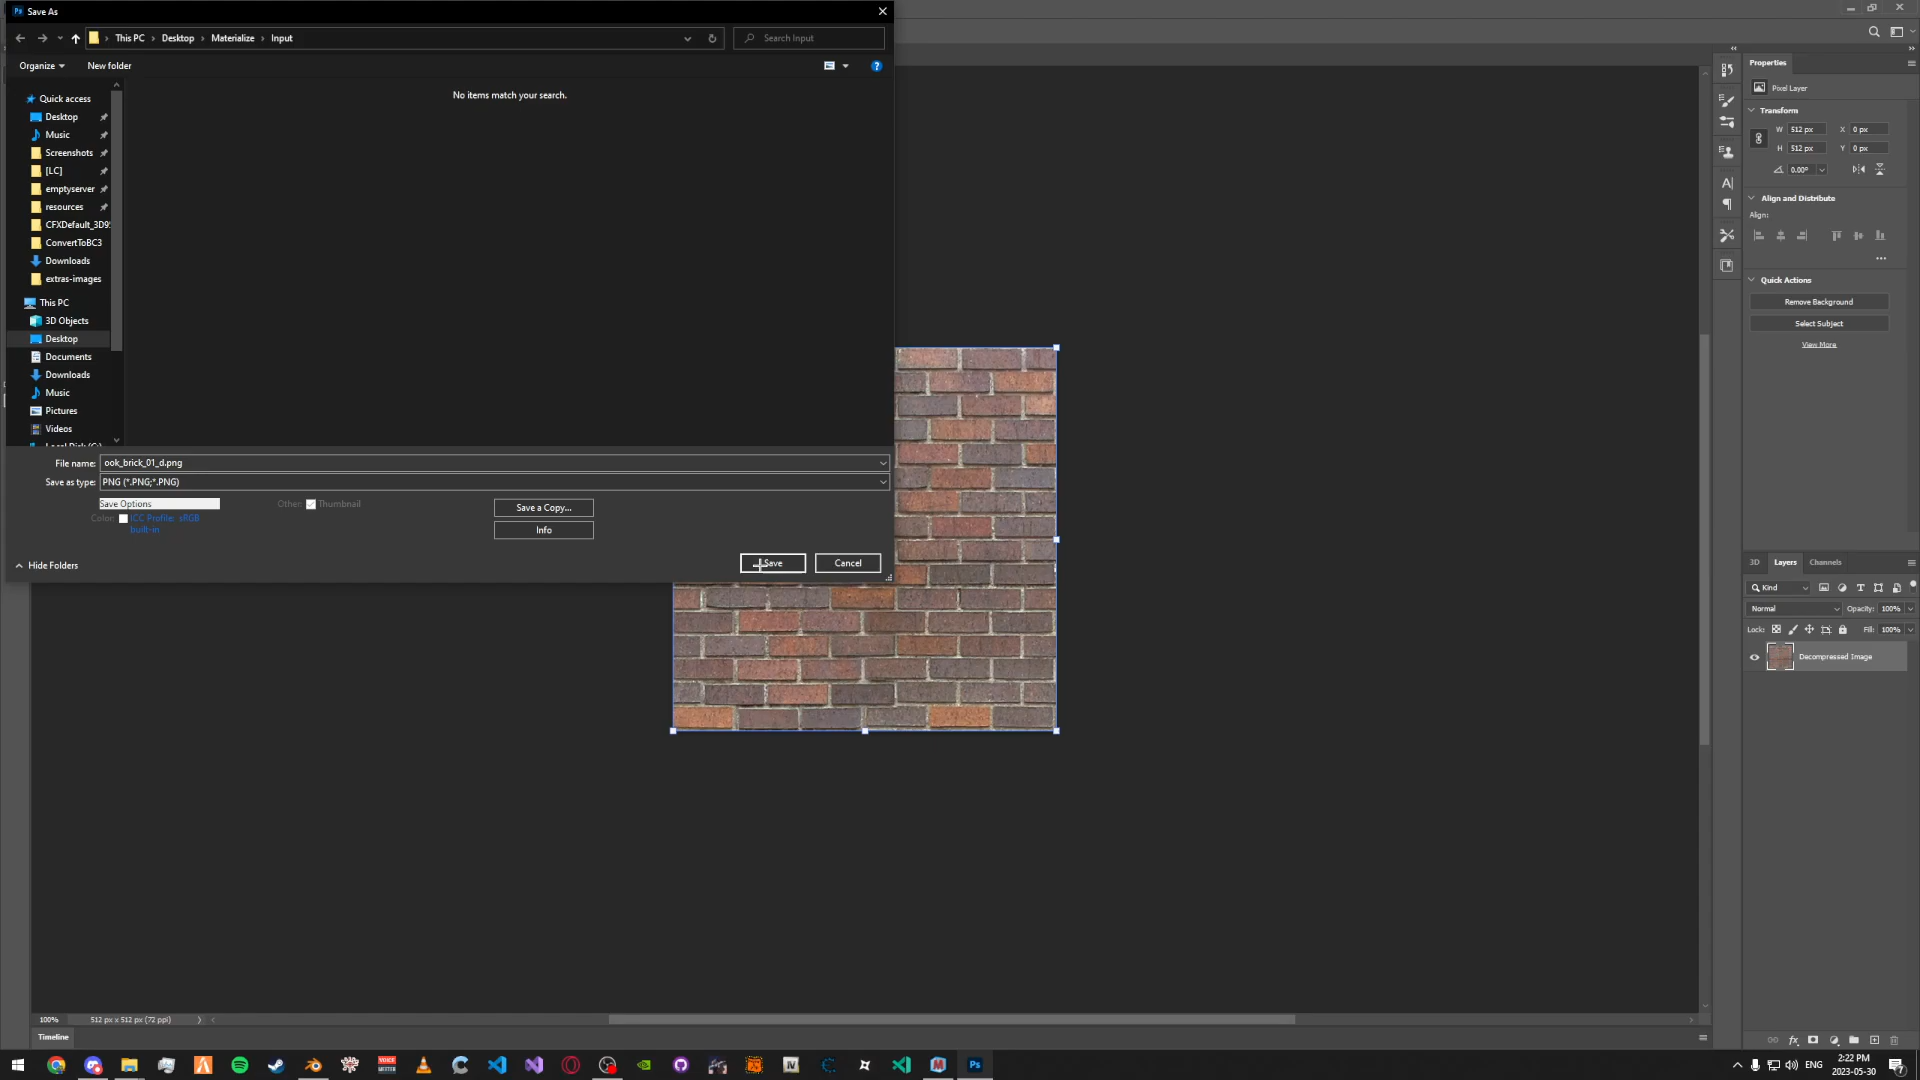 Save As
This PC
Desktop
Materialize
Input
Search Input
Organize
New folder
No items match your search.
Quick access
Desktop
Music
Screenshots
[LC]
emptyserver
resources
CFXDefault_3D9
ConvertToBC3
Downloads
extras-images
This PC
3D Objects
Desktop
Documents
Downloads
Music
Pictures
Videos
File name: ook_brick_01_d.png
Save as type: PNG (*.PNG;*.PNG)
Save Options
Color: ICC Profile: sRGB
built-in
Other: Thumbnail
Save a Copy...
Info
Hide Folders
Save
Cancel
Properties
Pixel Layer
Transform
W 512 px X 0 px
H 512 px Y 0 px
0.00°
Align and Distribute
Align:
Quick Actions
Remove Background
Select Subject
View More
3D Layers Channels
Kind
Normal Opacity: 100%
Lock: Fill: 100%
Decompressed Image
100% 512 px x 512 px (72 ppi)
Timeline
ENG
2:22 PM
2023-05-30